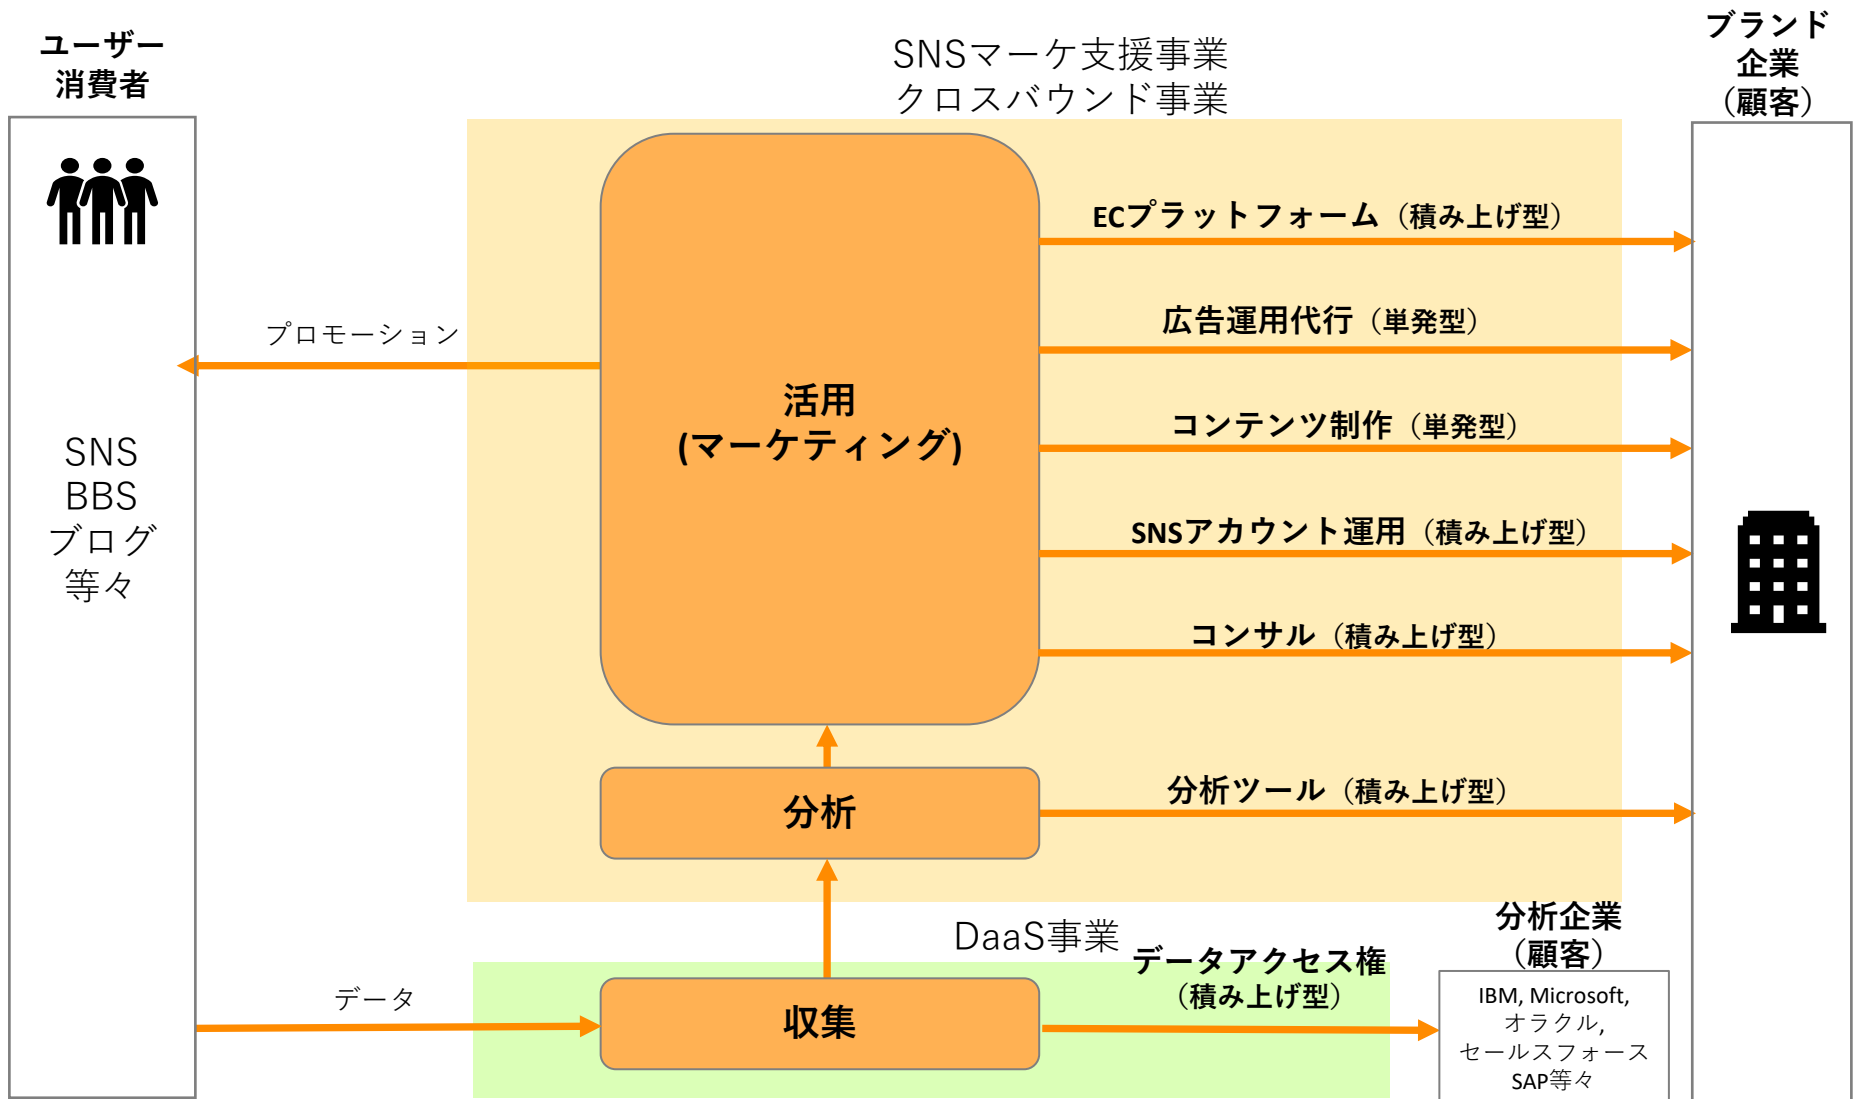 ユーザー
消費者
SNSマーケ支援事業
クロスバウンド事業
ブランド
企業
（顧客）
ECプラットフォーム（積み上げ型）
広告運用代行（単発型）
プロモーション
活用
(マーケティング)
コンテンツ制作（単発型）
SNS
BBS
ブログ
等々
SNSアカウント運用（積み上げ型）
コンサル（積み上げ型）
分析ツール（積み上げ型）
分析
DaaS事業
分析企業
（顧客）
データアクセス権
（積み上げ型）
データ
収集
IBM, Microsoft,
オラクル,
セールスフォース
SAP等々